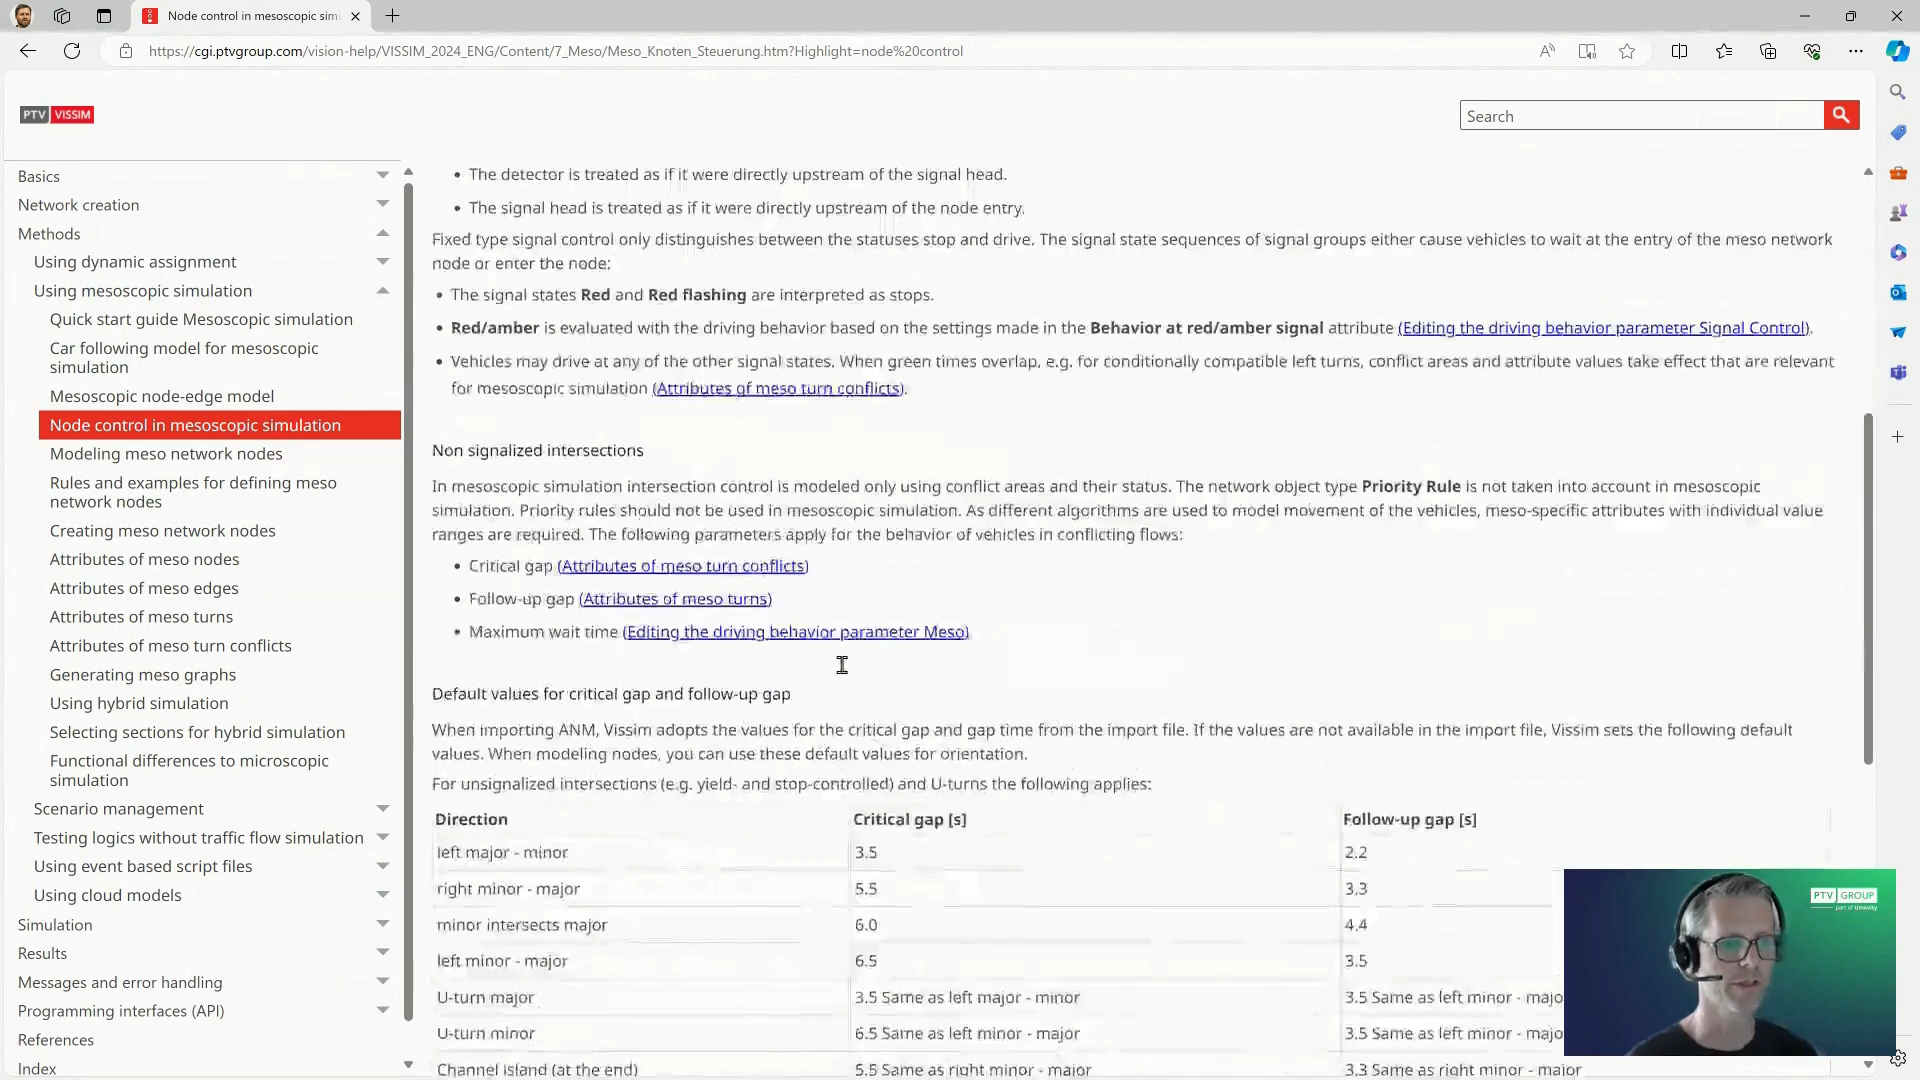 Node control in mesoscopic sim
https://cgi.ptvgroup.com/vision-help/VISSIM_2024_ENG/Content/7_Meso/Meso_Knoten_Steuerung.htm?Highlight=node%20control
PTV VISSIM
Search
Basics
Network creation
Methods
Using dynamic assignment
Using mesoscopic simulation
Quick start guide Mesoscopic simulation
Car following model for mesoscopic
simulation
Mesoscopic node-edge model
Node control in mesoscopic simulation
Modeling meso network nodes
Rules and examples for defining meso
network nodes
Creating meso network nodes
Attributes of meso nodes
Attributes of meso edges
Attributes of meso turns
Attributes of meso turn conflicts
Generating meso graphs
Using hybrid simulation
Selecting sections for hybrid simulation
Functional differences to microscopic
simulation
Scenario management
Testing logics without traffic flow simulation
Using event based script files
Using cloud models
Simulation
Results
Messages and error handling
Programming interfaces (API)
References
Index
• The detector is treated as if it were directly upstream of the signal head.
• The signal head is treated as if it were directly upstream of the node entry.
Fixed type signal control only distinguishes between the statuses stop and drive. The signal state sequences of signal groups either cause vehicles to wait at the entry of the meso network
node or enter the node:
• The signal states Red and Red flashing are interpreted as stops.
• Red/amber is evaluated with the driving behavior based on the settings made in the Behavior at red/amber signal attribute (Editing the driving behavior parameter Signal Control).
• Vehicles may drive at any of the other signal states. When green times overlap, e.g. for conditionally compatible left turns, conflict areas and attribute values take effect that are relevant
for mesoscopic simulation (Attributes of meso turn conflicts).
Non signalized intersections
In mesoscopic simulation intersection control is modeled only using conflict areas and their status. The network object type Priority Rule is not taken into account in mesoscopic
simulation. Priority rules should not be used in mesoscopic simulation. As different algorithms are used to model movement of the vehicles, meso-specific attributes with individual value
ranges are required. The following parameters apply for the behavior of vehicles in conflicting flows:
• Critical gap (Attributes of meso turn conflicts)
• Follow-up gap (Attributes of meso turns)
• Maximum wait time (Editing the driving behavior parameter Meso)
Default values for critical gap and follow-up gap
When importing ANM, Vissim adopts the values for the critical gap and gap time from the import file. If the values are not available in the import file, Vissim sets the following default
values. When modeling nodes, you can use these default values for orientation.
For unsignalized intersections (e.g. yield- and stop-controlled) and U-turns the following applies:
Direction Critical gap [s] Follow-up gap [s]
left major - minor 3.5 2.2
right minor - major 5.5 3.3
minor intersects major 6.0 4.4
left minor - major 6.5 3.5
U-turn major 3.5 Same as left major - minor 3.5 Same as left minor - majo
U-turn minor 6.5 Same as left minor - major 3.5 Same as left minor - majo
Channel island (at the end) 5.5 Same as right minor - major 3.3 Same as right minor - major
PTV GROUP
part of Umovity